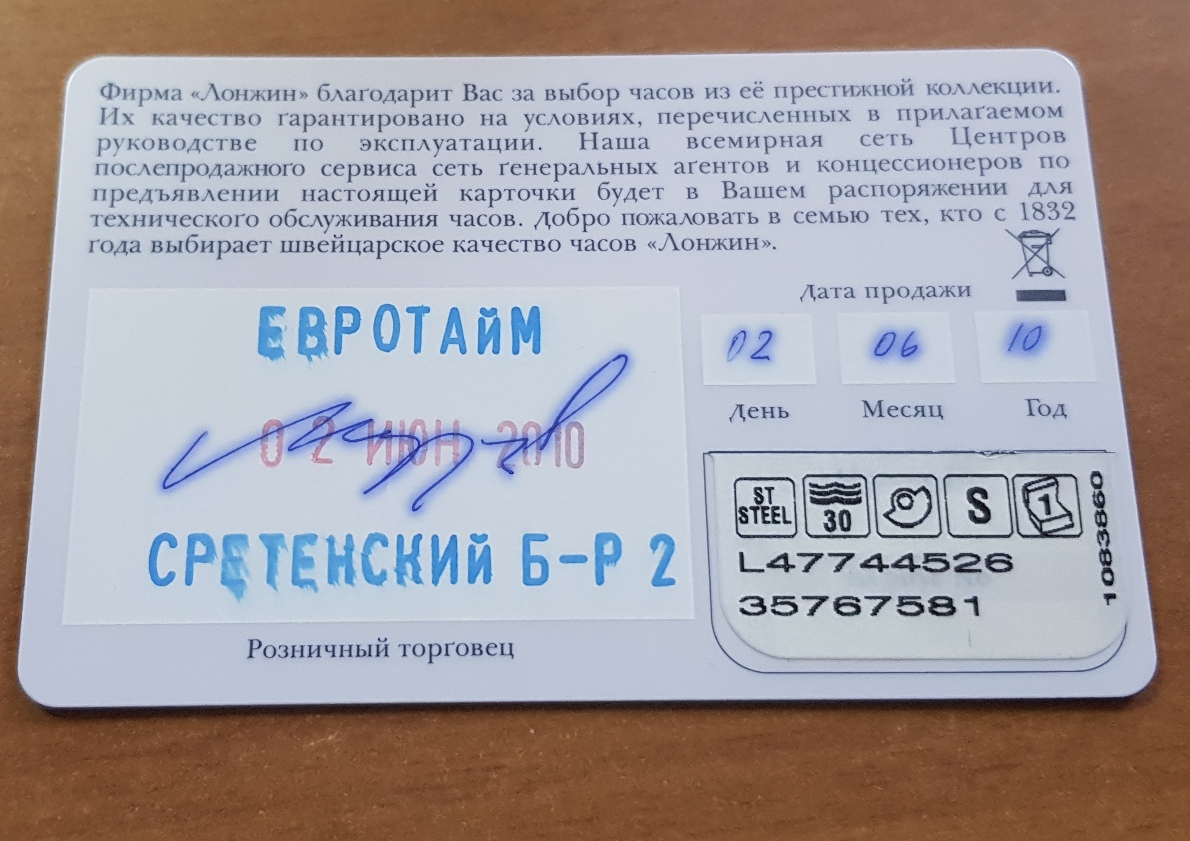 Фирма «Лонжин» благодарит Вас за выбор часов из её престижной коллекции.
Их качество гарантировано на условиях, перечисленных в прилагаемом
руководстве по эксплуатации. Наша всемирная сеть Центров
послепродажного сервиса сеть генеральных агентов и концессионеров по
предъявлении настоящей карточки будет в Вашем распоряжении для
технического обслуживания часов. Добро пожаловать в семью тех, кто с 1832
года выбирает швейцарское качество часов «Лонжин».
Дата продажи
02 06 10
День Месяц Год
ЕВРОТАйМ
02 ИЮН 2010
СРЕТЕНСКИй Б-Р 2
Розничный торговец
ST STEEL 30 S 1
L47744526
35767581
1083860